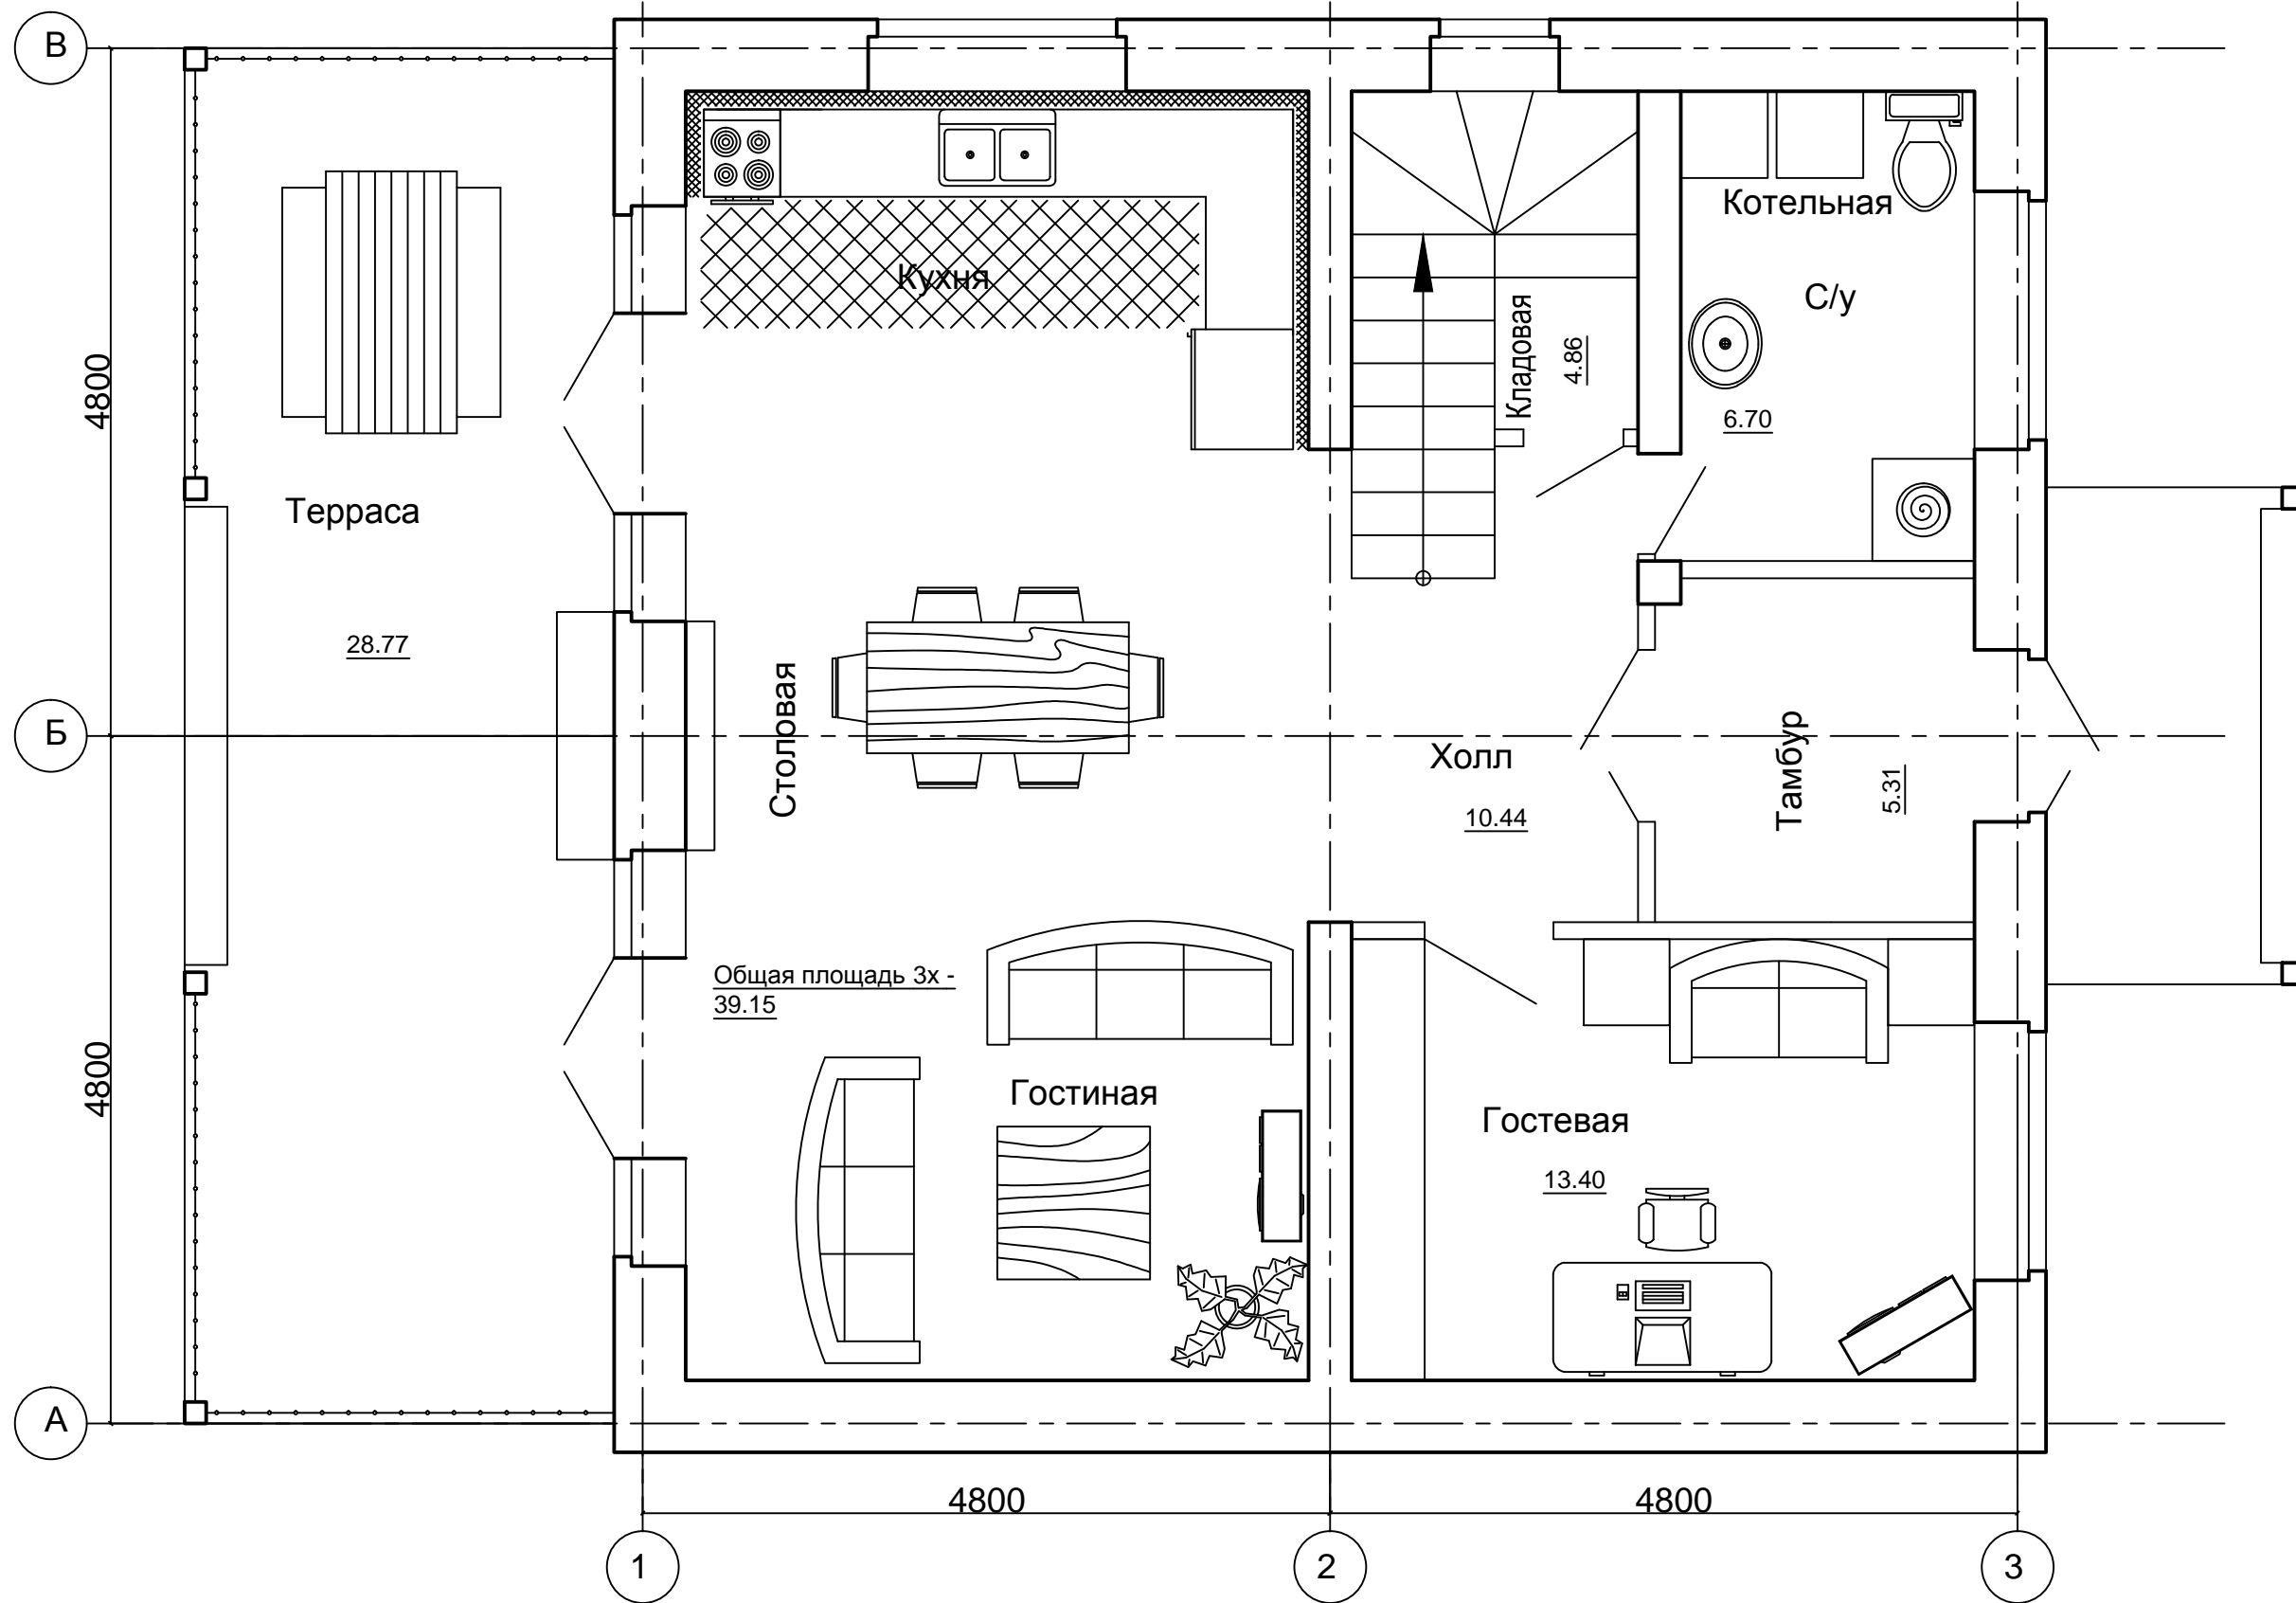 В
Котельная
Кухня
С/у
Кладовая
4.86
4800
6.70
Терраса
28.77
Столовая
Б
Холл
Тамбур
5.31
10.44
Общая площадь 3х -
39.15
4800
Гостиная
Гостевая
13.40
А
4800
4800
1
2
3